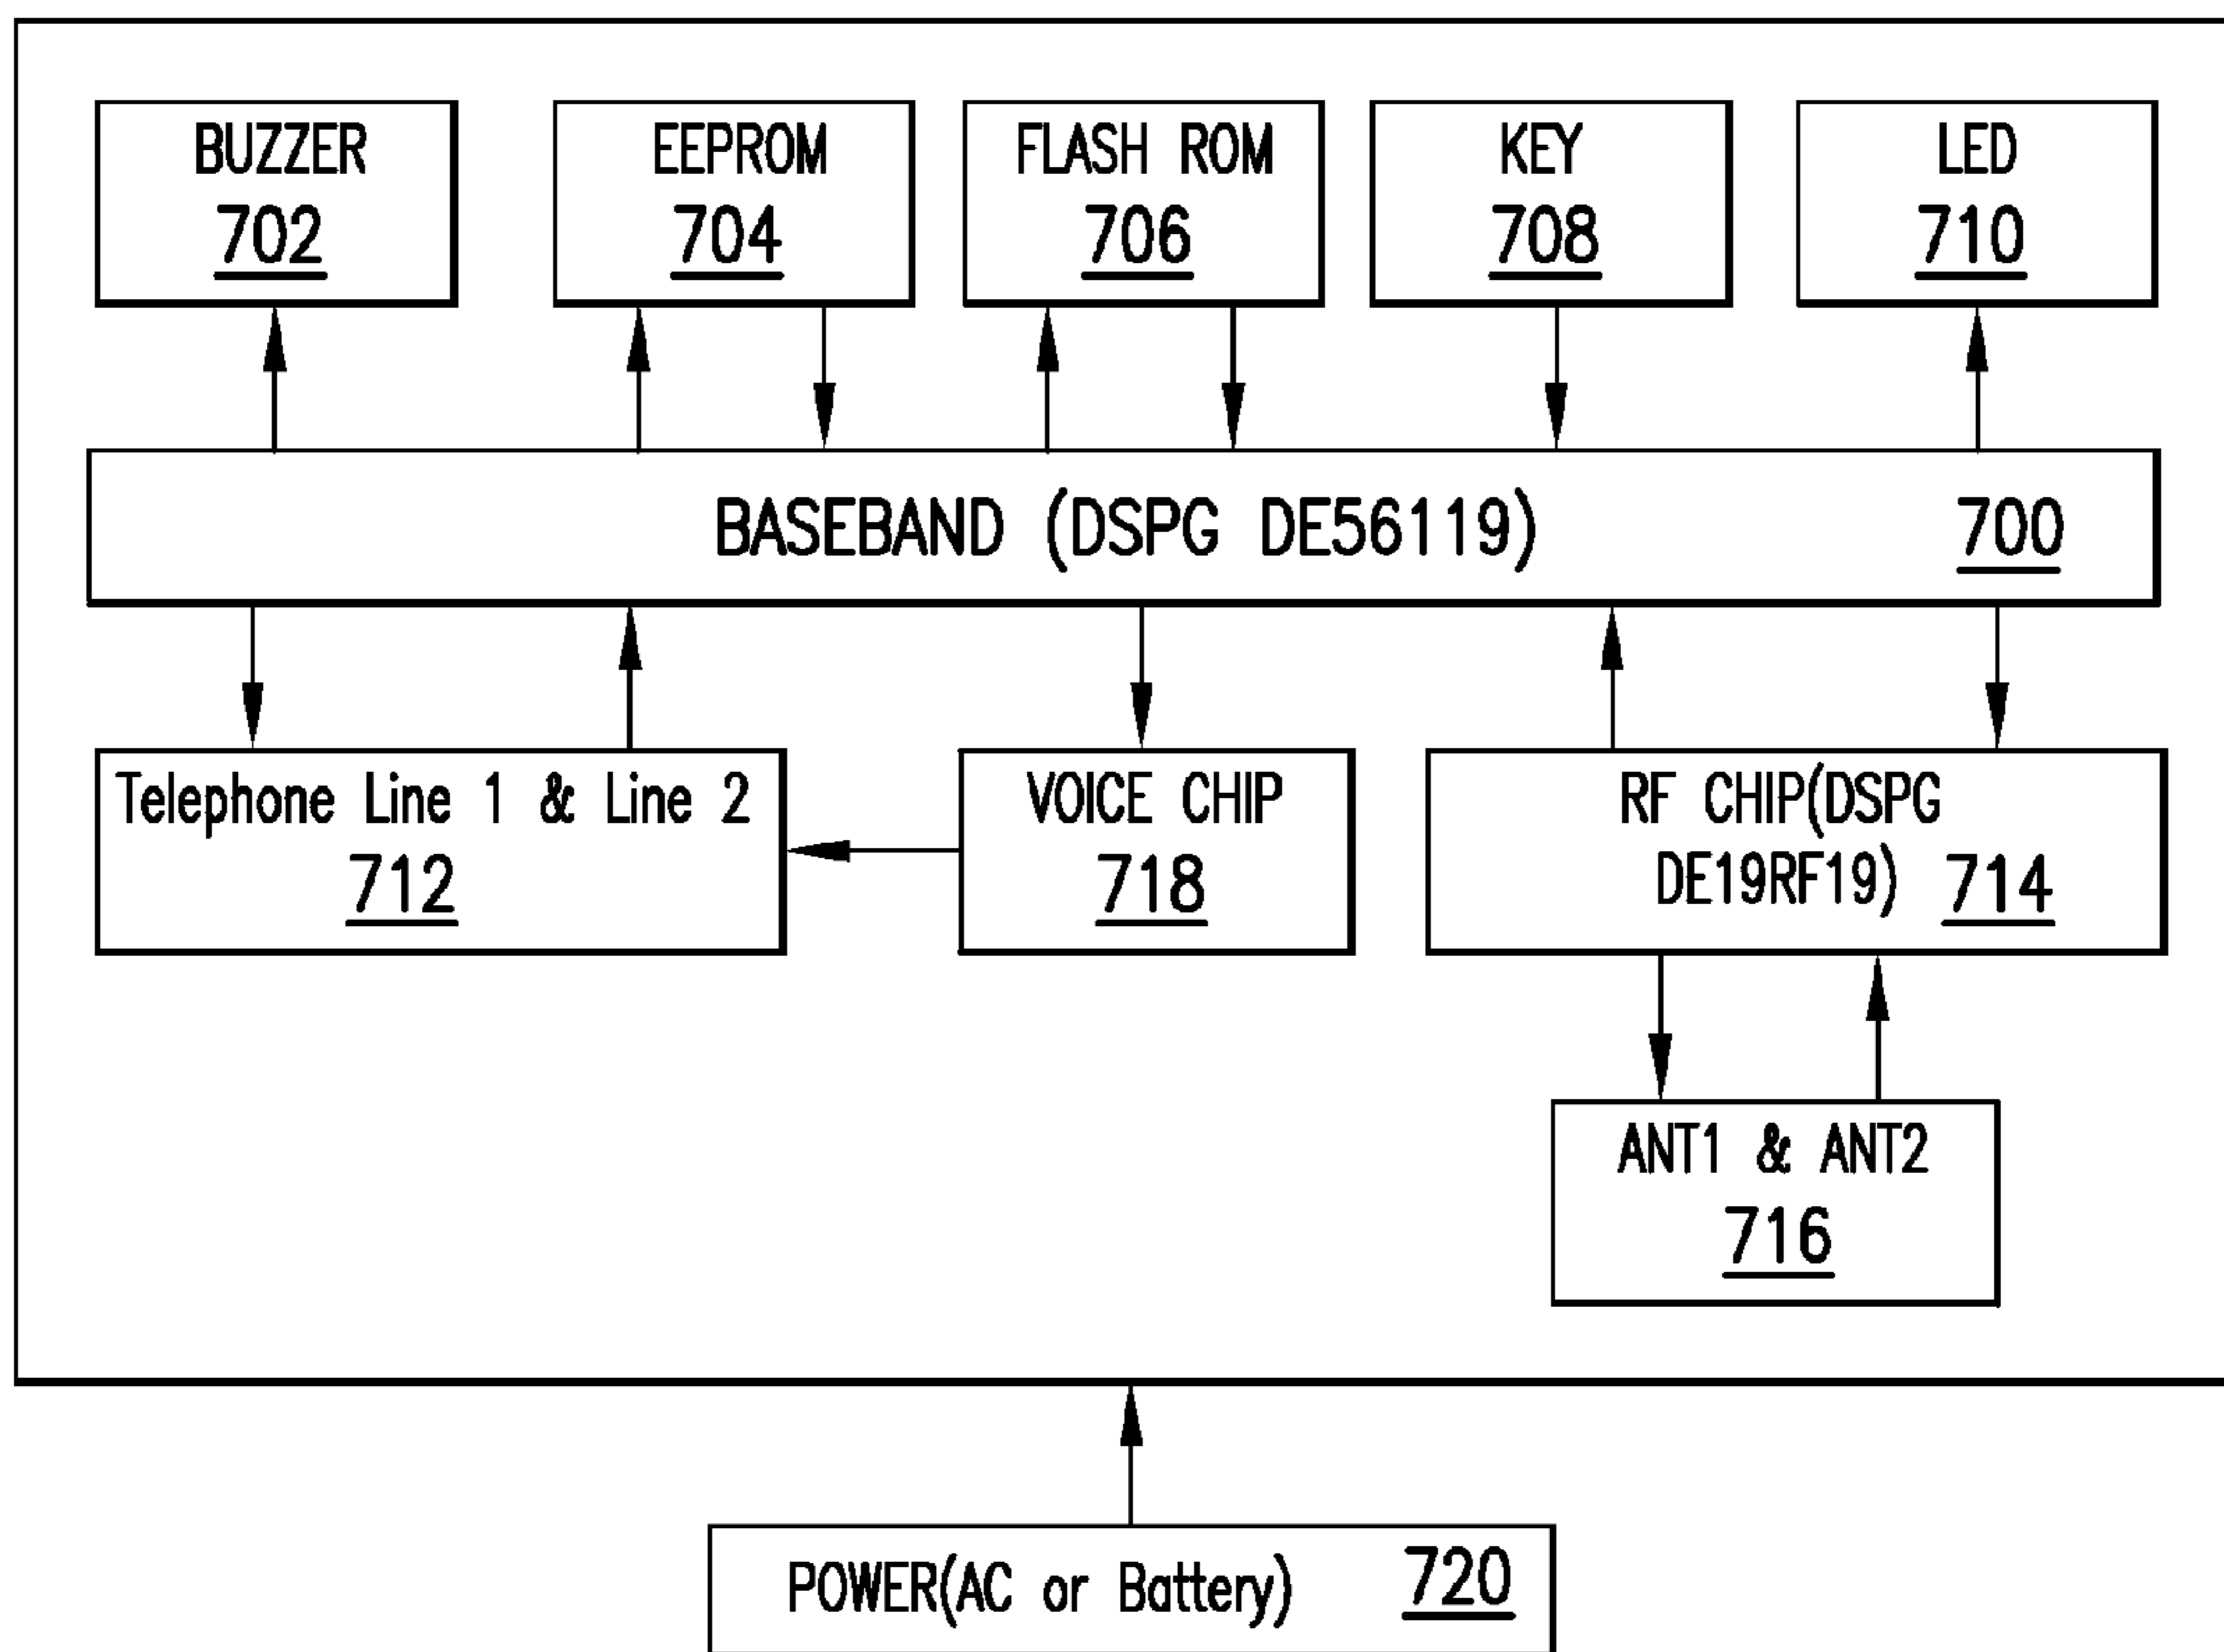 BUZZER
702
EEPROM
704
FLASH ROM
706
KEY
708
LED
710
BASEBAND (DSPG DE56119) 700
Telephone Line 1 & Line 2
712
VOICE CHIP
718
RF CHIP(DSPG
DE19RF19) 714
ANT1 & ANT2
716
POWER(AC or Battery) 720